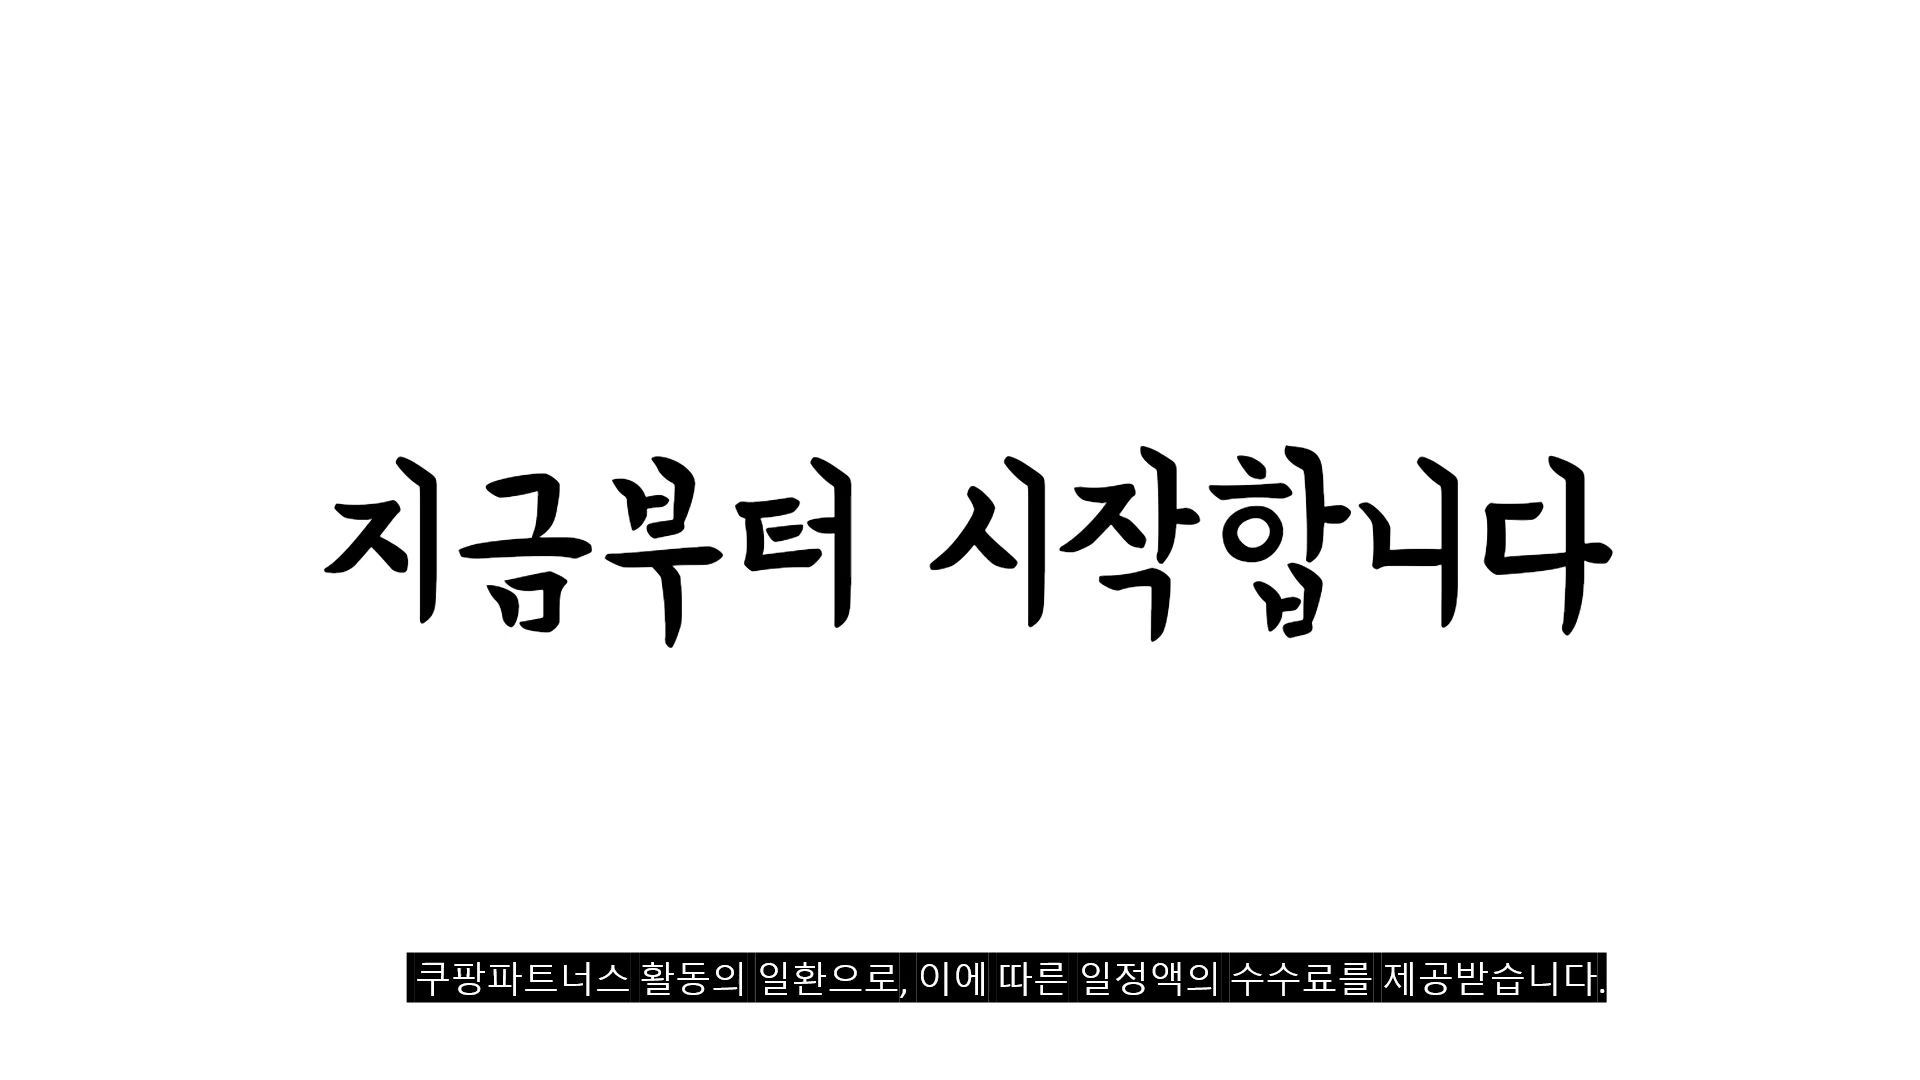 지금부터 시작합니다
쿠팡파트너스 활동의 일환으로, 이에 따른 일정액의 수수료를 제공받습니다.